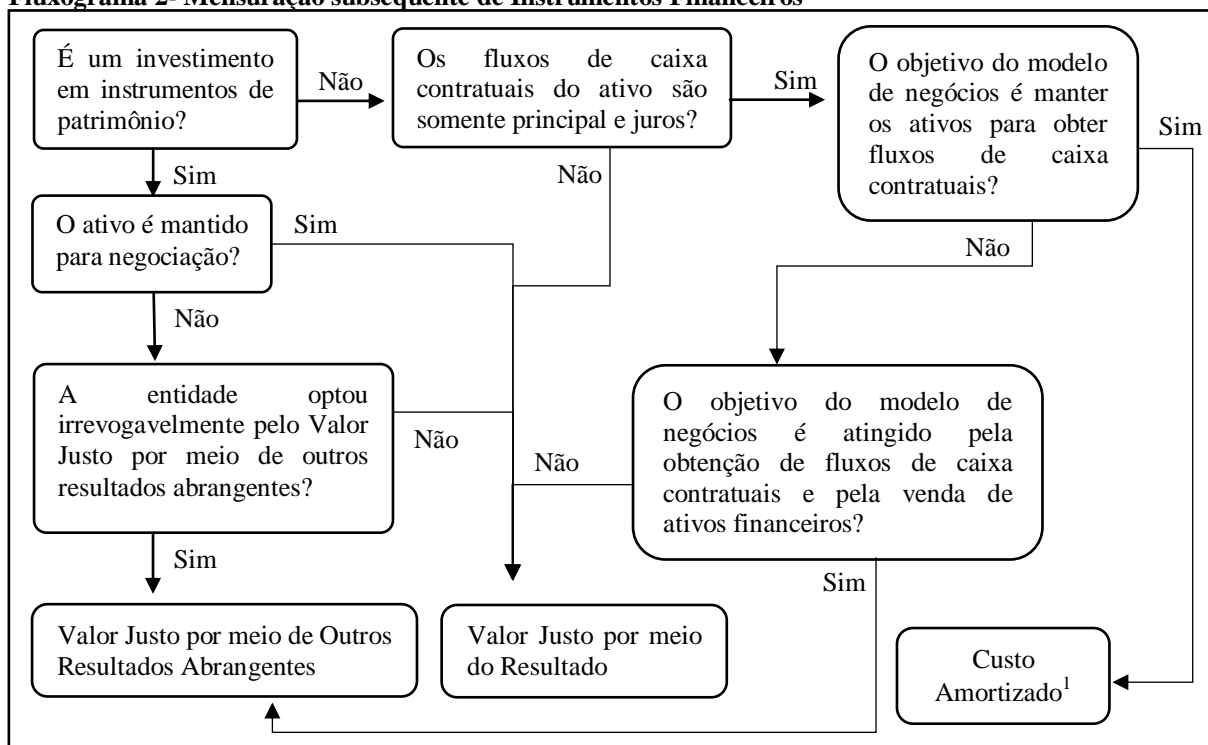 Fluxograma 2- Mensuração subsequente de Instrumentos Financeiros
É um investimento
em instrumentos de
patrimônio?
Não
Os fluxos de caixa
contratuais do ativo são
somente principal e juros?
Sim
O objetivo do modelo
de negócios é manter
os ativos para obter
fluxos de caixa
contratuais?
Sim
Sim
Não
O ativo é mantido
para negociação?
Sim
Não
Não
A entidade optou
irrevogavelmente pelo Valor
Justo por meio de outros
resultados abrangentes?
Não
Não
O objetivo do modelo de
negócios é atingido pela
obtenção de fluxos de caixa
contratuais e pela venda de
ativos financeiros?
Sim
Sim
Valor Justo por meio de Outros
Resultados Abrangentes
Valor Justo por meio
do Resultado
Custo
Amortizado¹